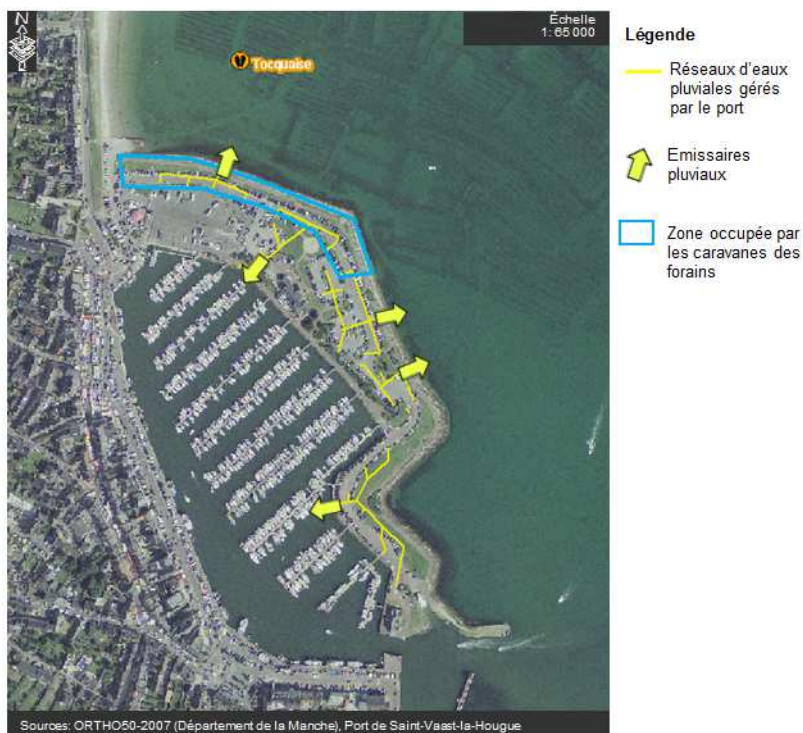 Échelle
1: 65 000
N
Tocquaise
Légende
Réseaux d'eaux
pluviales gérés
par le port
Emissaires
pluviaux
Zone occupée par
les caravanes des
forains
Sources: ORTHO50-2007 (Département de la Manche), Port de Saint-Vaast-la-Hougue